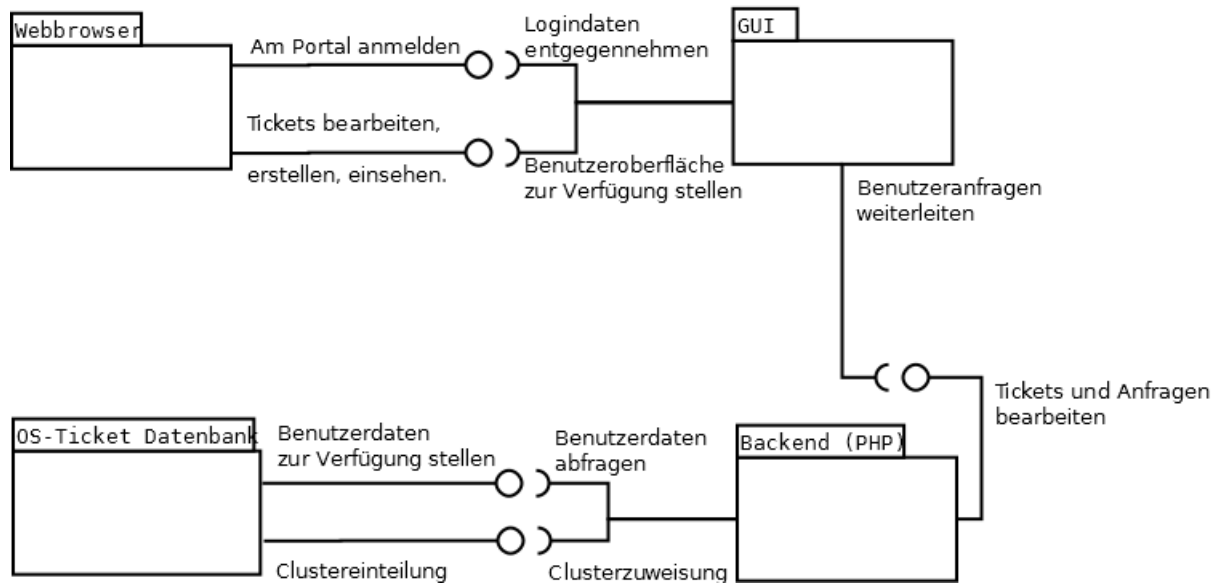 Webbrowser
Am Portal anmelden
Logindaten
entgegennehmen
GUI
Tickets bearbeiten,
erstellen, einsehen.
Benutzeroberfläche
zur Verfügung stellen
Benutzeranfragen
weiterleiten
Tickets und Anfragen
bearbeiten
OS-Ticket Datenbank
Benutzerdaten
zur Verfügung stellen
Benutzerdaten
abfragen
Backend (PHP)
Clustereinteilung
Clusterzuweisung